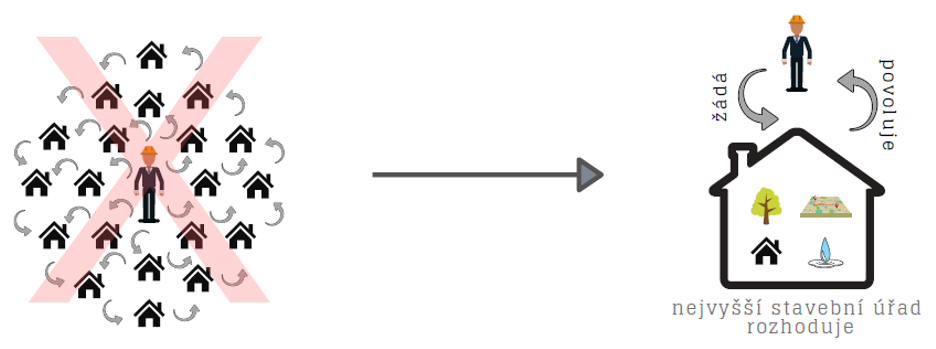 žádá
povoluje
nejvyšší stavební úřad
rozhoduje